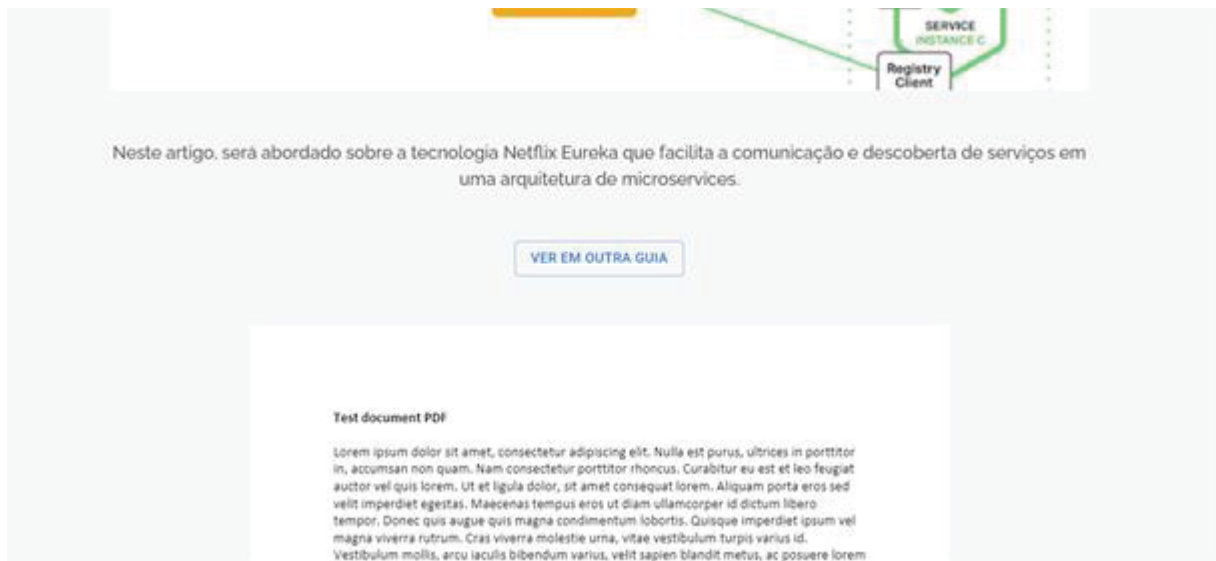 SERVICE
INSTANCE C
Registry
Client
Neste artigo, será abordado sobre a tecnologia Netflix Eureka que facilita a comunicação e descoberta de serviços em
uma arquitetura de microservices.
VER EM OUTRA GUIA
Test document PDF
Lorem ipsum dolor sit amet, consectetur adipiscing elit. Nulla est purus, ultrices in porttitor
in, accumsan non quam. Nam consectetur porttitor rhoncus. Curabitur eu est et leo feugiat
auctor vel quis lorem. Ut et ligula dolor, sit amet consequat lorem. Aliquam porta eros sed
velit imperdiet egestas. Maecenas tempus eros ut diam ullamcorper id dictum libero
tempor. Donec quis augue quis magna condimentum lobortis. Quisque imperdiet ipsum vel
magna viverra rutrum. Cras viverra molestie urna, vitae vestibulum turpis varius id.
Vestibulum mollis, arcu iaculis bibendum varius, velit sapien blandit metus, ac posuere lorem